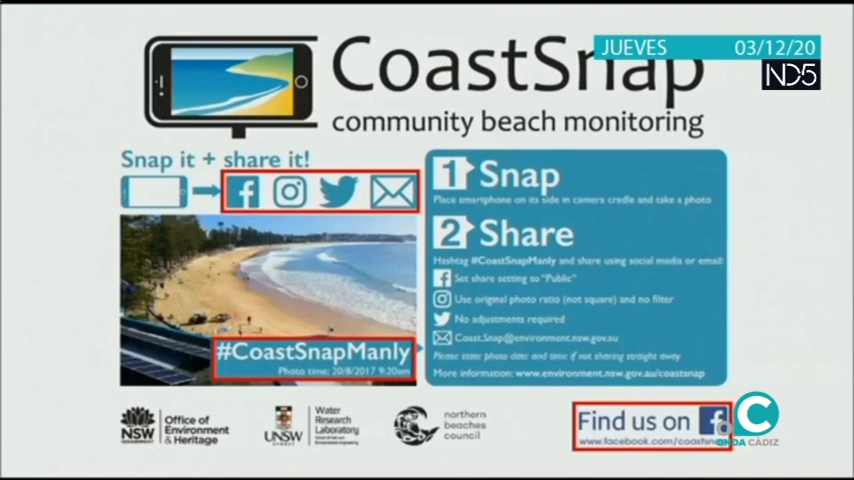 CoastSnap
JUEVES 03/12/20
ND5
community beach monitoring
Snap it + share it!
1 Snap
Place smartphone on its side in camera cradle and take a photo
2 Share
Hashtag #CoastSnapManly and share using social media or email:
Set share setting to "Public"
Use original photo ratio (not square) and no filter
No adjustments required
Coast.Snap@environment.nsw.gov.au
Please state photo date and time if not sharing straight away
More information: www.environment.nsw.gov.au/coastsnap
#CoastSnapManly
Photo time: 20/8/2017 9:20am
NSW
GOVERNMENT
Office of
Environment
& Heritage
UNSW
SYDNEY
Water
Research
Laboratory
northern
beaches
council
Find us on
www.facebook.com/coastsnap
ONDA CÁDIZ